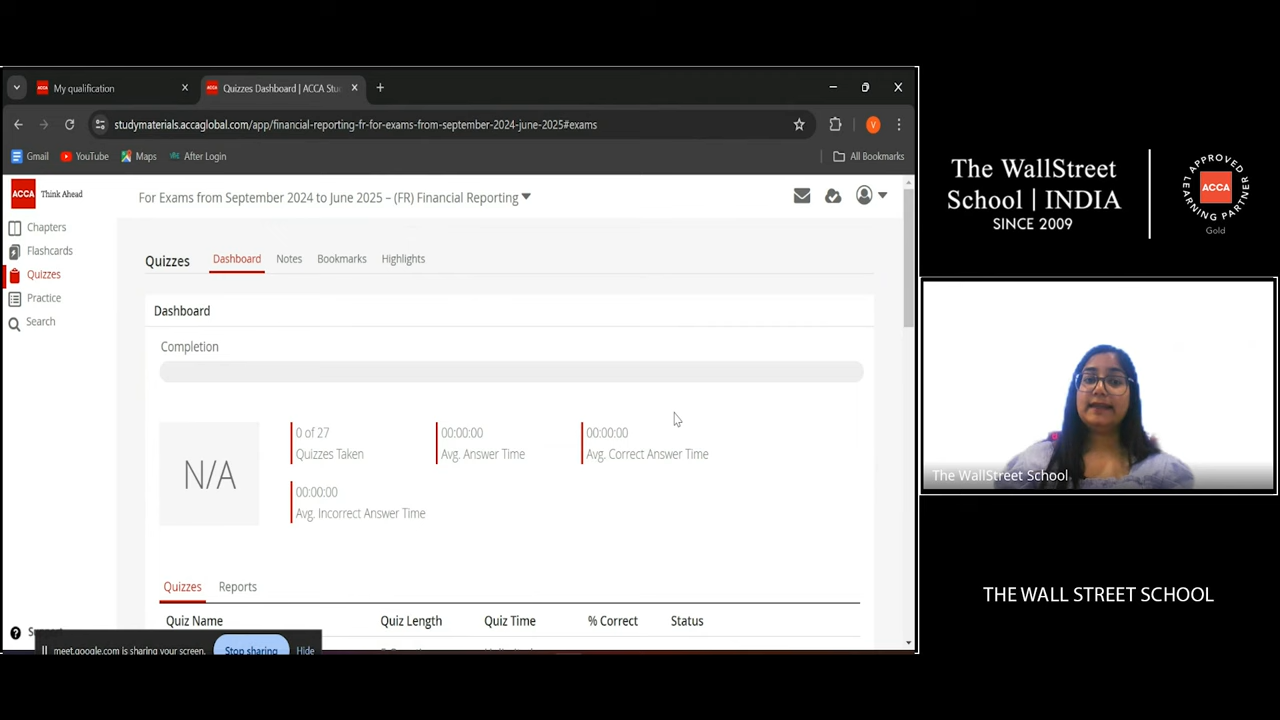 My qualification
Quizzes Dashboard | ACCA Stu
studymaterials.accaglobal.com/app/financial-reporting-fr-for-exams-from-september-2024-june-2025#exams
V
Gmail
YouTube
Maps
After Login
All Bookmarks
ACCA
Think Ahead
For Exams from September 2024 to June 2025 – (FR) Financial Reporting
Chapters
Flashcards
Quizzes
Practice
Search
Quizzes
Dashboard
Notes
Bookmarks
Highlights
Dashboard
Completion
N/A
0 of 27
Quizzes Taken
00:00:00
Avg. Answer Time
00:00:00
Avg. Correct Answer Time
00:00:00
Avg. Incorrect Answer Time
Quizzes
Reports
Quiz Name
Quiz Length
Quiz Time
% Correct
Status
meet.google.com is sharing your screen.
Stop sharing
Hide
The WallStreet
School | INDIA
SINCE 2009
APPROVED
LEARNING PARTNER
ACCA
Gold
The WallStreet School
THE WALL STREET SCHOOL